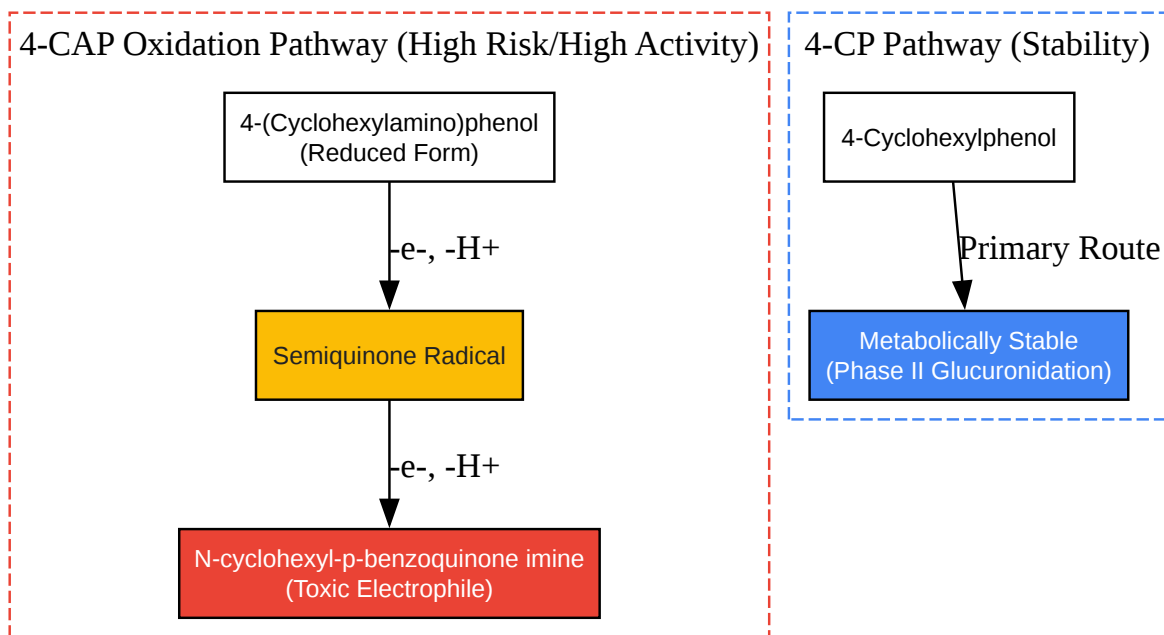 4-CAP Oxidation Pathway (High Risk/High Activity)
4-(Cyclohexylamino)phenol
(Reduced Form)
-e-, -H+
Semiquinone Radical
-e-, -H+
N-cyclohexyl-p-benzoquinone imine
(Toxic Electrophile)
4-CP Pathway (Stability)
4-Cyclohexylphenol
Primary Route
Metabolically Stable
(Phase II Glucuronidation)